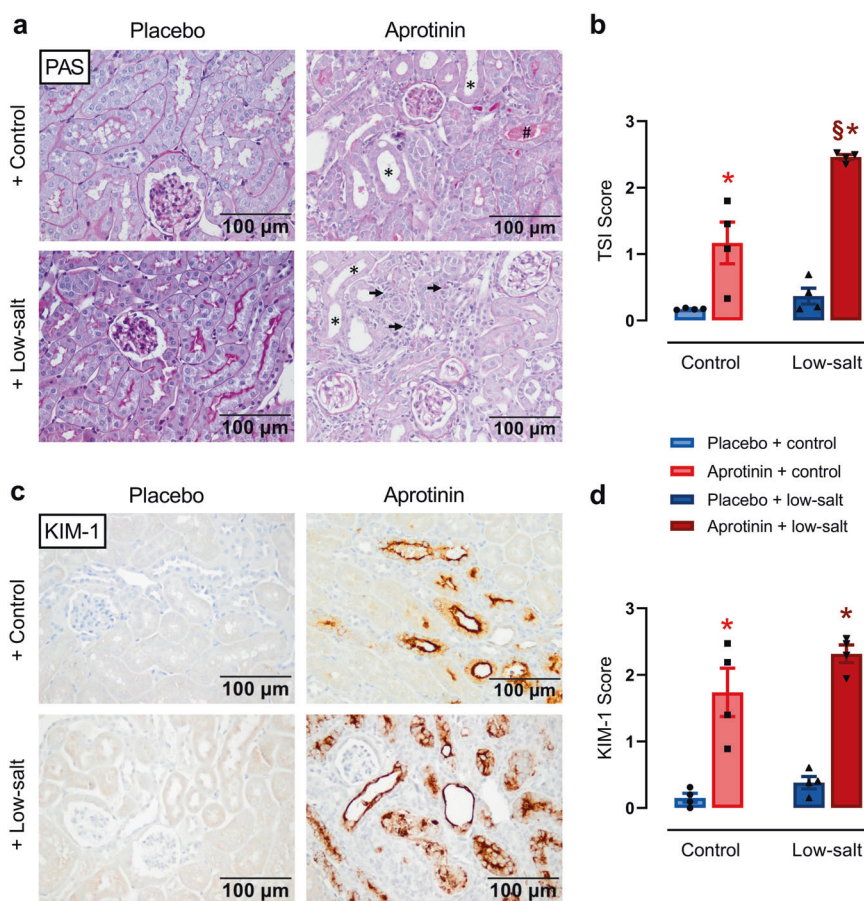 a
Placebo
Aprotinin
PAS
+ Control
*
*
#
100 µm
100 µm
+ Low-salt
*
*
100 µm
100 µm
b
TSI Score
3
2
1
0
*
§*
Control
Low-salt
Placebo + control
Aprotinin + control
Placebo + low-salt
Aprotinin + low-salt
c
Placebo
Aprotinin
KIM-1
+ Control
100 µm
100 µm
+ Low-salt
100 µm
100 µm
d
KIM-1 Score
3
2
1
0
*
*
Control
Low-salt